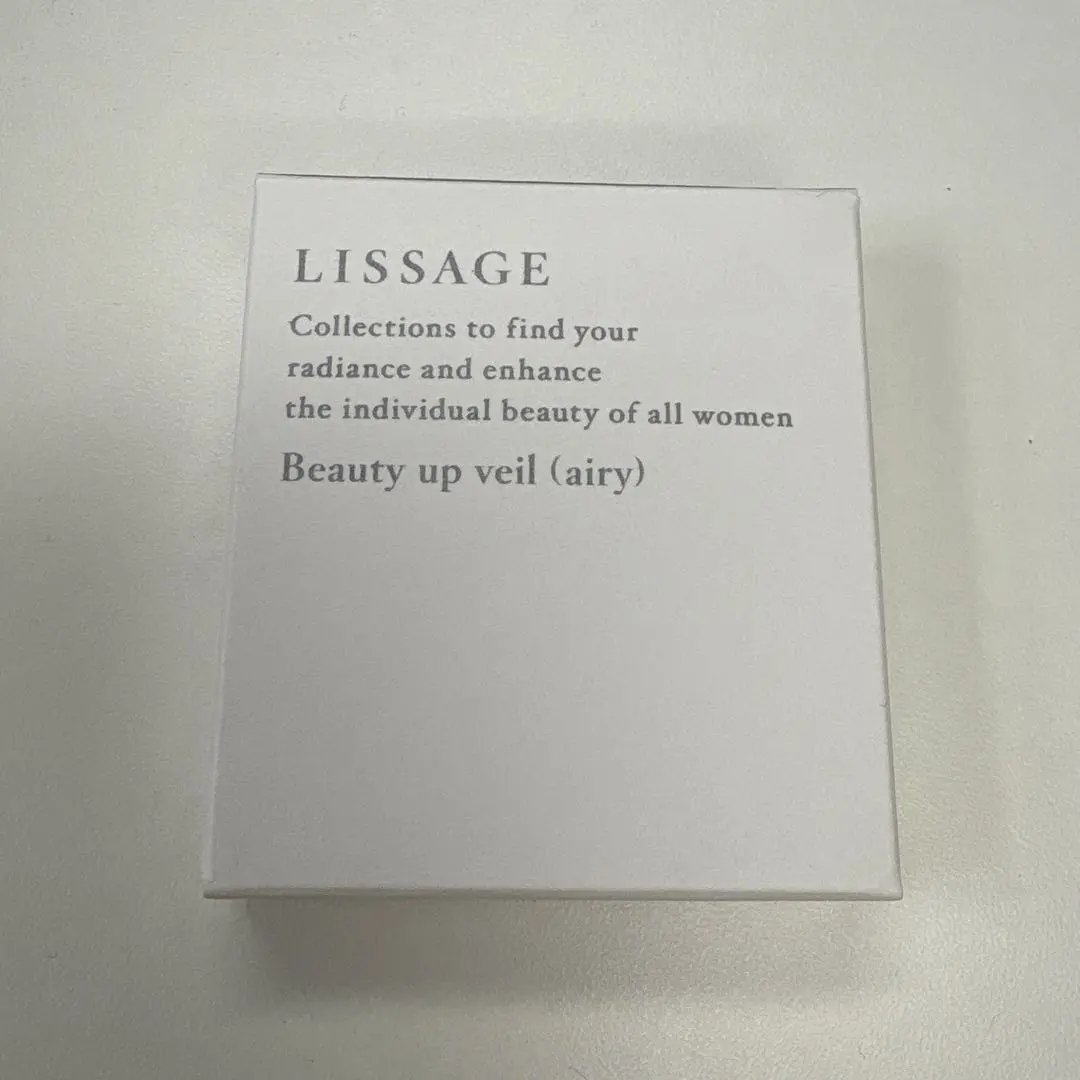 LISSAGE
Collections to find your
radiance and enhance
the individual beauty of all women
Beauty up veil (airy)